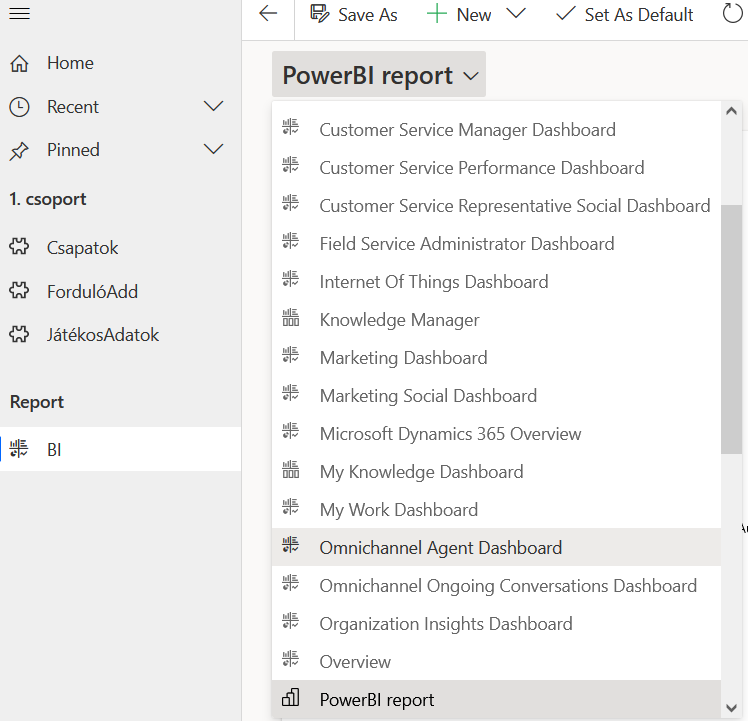 Save As
New
Set As Default
Home
Recent
Pinned
1. csoport
Csapatok
FordulóAdd
JátékosAdatok
Report
BI
PowerBI report
Customer Service Manager Dashboard
Customer Service Performance Dashboard
Customer Service Representative Social Dashboard
Field Service Administrator Dashboard
Internet Of Things Dashboard
Knowledge Manager
Marketing Dashboard
Marketing Social Dashboard
Microsoft Dynamics 365 Overview
My Knowledge Dashboard
My Work Dashboard
Omnichannel Agent Dashboard
Omnichannel Ongoing Conversations Dashboard
Organization Insights Dashboard
Overview
PowerBI report